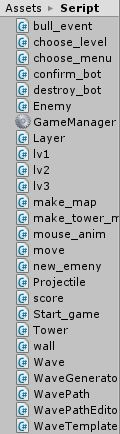 Assets ▸ Script
bull_event
choose_level
choose_menu
confirm_bot
destroy_bot
Enemy
GameManager
Layer
lv1
lv2
lv3
make_map
make_tower_m
mouse_anim
move
new_emeny
Projectile
score
Start_game
Tower
wall
Wave
WaveGenerato
WavePath
WavePathEdito
WaveTemplate